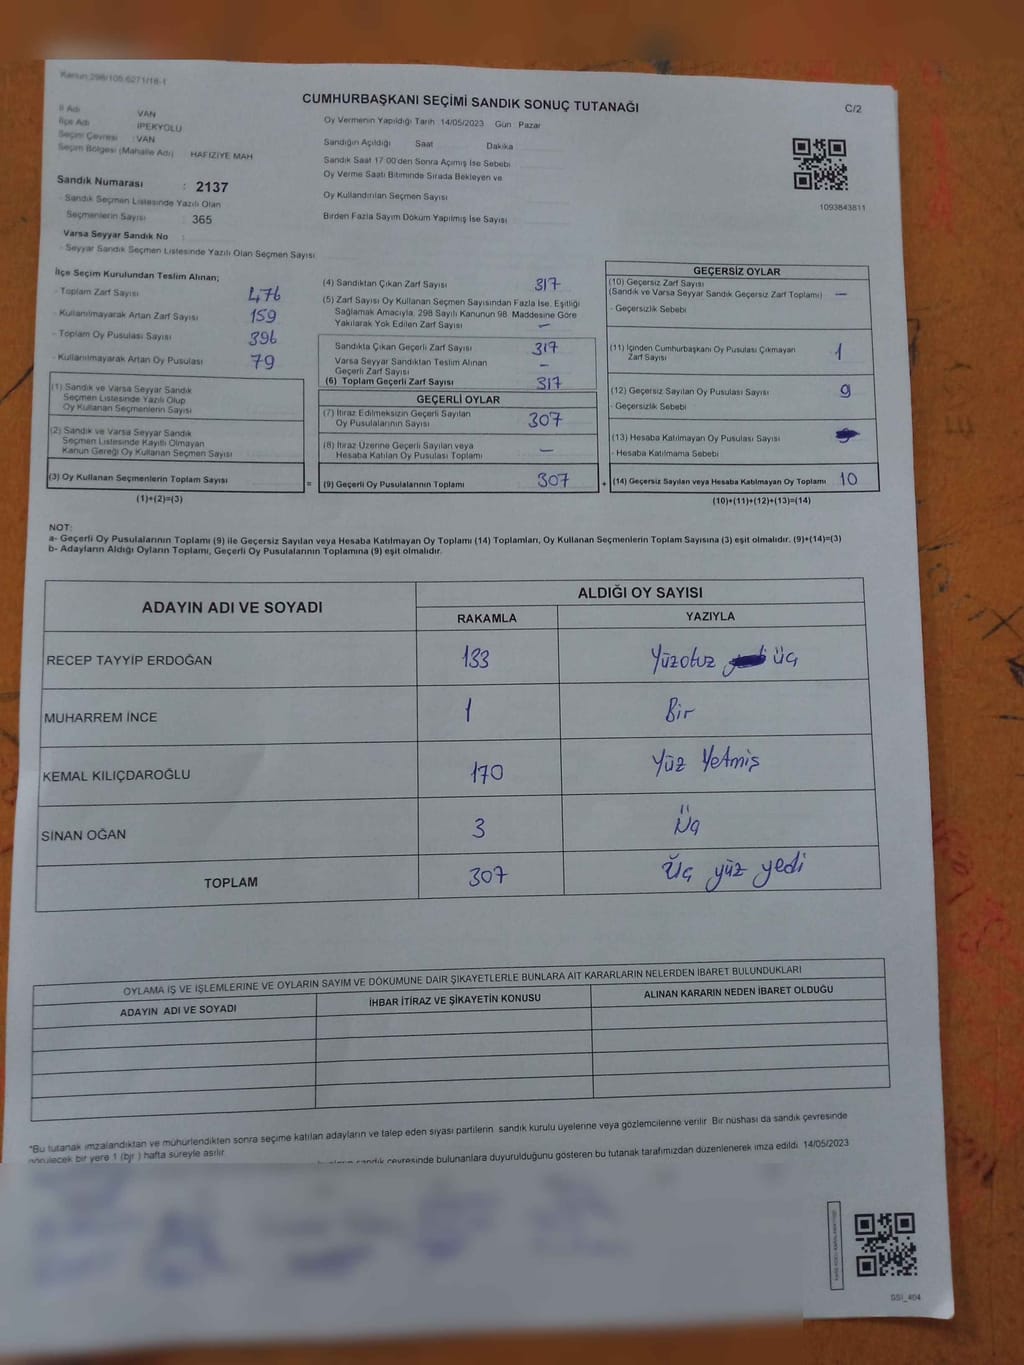 Kanun 298/105 6271/18-1
CUMHURBAŞKANI SEÇİMİ SANDIK SONUÇ TUTANAĞI
C/2
İl Adı VAN
İlçe Adı İPEKYOLU
Seçim Çevresi : VAN
Seçim Bölgesi (Mahalle Adı) HAFIZIYE MAH
Oy Vermenin Yapıldığı Tarih 14/05/2023 Gün : Pazar
Sandığın Açıldığı Saat Dakika
Sandık Saat 17:00'den Sonra Açımış İse Sebebi
Oy Verme Saati Bitiminde Sırada Bekleyen ve
Oy Kullandırılan Seçmen Sayısı
Birden Fazla Sayım Döküm Yapılmış İse Sayısı
1093843811
Sandık Numarası : 2137
- Sandık Seçmen Listesinde Yazılı Olan
Seçmenlerin Sayısı : 365
Varsa Seyyar Sandık No :
- Seyyar Sandık Seçmen Listesinde Yazılı OLan Seçmen Sayısı
İlçe Seçim Kurulundan Teslim Alınan;
- Toplam Zarf Sayısı 476
- Kullanılmayarak Artan Zarf Sayısı 159
- Toplam Oy Pusulası Sayısı 396
- Kullanılmayarak Artan Oy Pusulası 79
(1) Sandık ve Varsa Seyyar Sandık
Seçmen Listesinde Yazılı Olup
Oy Kullanan Seçmenlerin Sayısı
(2) Sandık ve Varsa Seyyar Sandık
Seçmen Listesinde Kayıtlı Olmayan
Kanun Gereği Oy Kullanan Seçmen Sayısı
(3) Oy Kullanan Seçmenlerin Toplam Sayısı =
(1)+(2)=(3)
(4) Sandıktan Çıkan Zarf Sayısı 317
(5) Zarf Sayısı Oy Kullanan Seçmen Sayısından Fazla İse, Eşitliği
Sağlamak Amacıyla, 298 Sayılı Kanunun 98. Maddesine Göre
Yakılarak Yok Edilen Zarf Sayısı —
Sandıkta Çıkan Geçerli Zarf Sayısı 317
Varsa Seyyar Sandıktan Teslim Alınan
Geçerli Zarf Sayısı —
(6) Toplam Geçerli Zarf Sayısı 317
GEÇERLİ OYLAR
(7) İtiraz Edilmeksizin Geçerli Sayılan
Oy Pusulalarının Sayısı 307
(8) İtiraz Üzerine Geçerli Sayılan veya
Hesaba Katılan Oy Pusulası Toplamı —
(9) Geçerli Oy Pusulalarının Toplamı 307 +
GEÇERSİZ OYLAR
(10) Geçersiz Zarf Sayısı
(Sandık ve Varsa Seyyar Sandık Geçersiz Zarf Toplamı) —
- Geçersizlik Sebebi
(11) İçinden Cumhurbaşkanı Oy Pusulası Çıkmayan
Zarf Sayısı 1
(12) Geçersiz Sayılan Oy Pusulası Sayısı 9
- Geçersizlik Sebebi
(13) Hesaba Katılmayan Oy Pusulası Sayısı
- Hesaba Katılmama Sebebi
(14) Geçersiz Sayılan veya Hesaba Katılmayan Oy Toplamı 10
(10)+(11)+(12)+(13)=(14)
NOT:
a- Geçerli Oy Pusulalarının Toplamı (9) ile Geçersiz Sayılan veya Hesaba Katılmayan Oy Toplamı (14) Toplamları, Oy Kullanan Seçmenlerin Toplam Sayısına (3) eşit olmalıdır. (9)+(14)=(3)
b- Adayların Aldığı Oyların Toplamı, Geçerli Oy Pusulalarının Toplamına (9) eşit olmalıdır.
ADAYIN ADI VE SOYADI
ALDIĞI OY SAYISI
RAKAMLA YAZIYLA
RECEP TAYYİP ERDOĞAN 133 Yüzotuz üç
MUHARREM İNCE 1 Bir
KEMAL KILIÇDAROĞLU 170 Yüz Yetmiş
SİNAN OĞAN 3 Üç
TOPLAM 307 Üç yüz yedi
OYLAMA İŞ VE İŞLEMLERİNE VE OYLARIN SAYIM VE DÖKÜMÜNE DAİR ŞİKAYETLERLE BUNLARA AİT KARARLARIN NELERDEN İBARET BULUNDUKLARI
ADAYIN ADI VE SOYADI İHBAR İTİRAZ VE ŞİKAYETİN KONUSU ALINAN KARARIN NEDEN İBARET OLDUĞU
*Bu tutanak imzalandıktan ve mühürlendikten sonra seçime katılan adayların ve talep eden siyasi partilerin sandık kurulu üyelerine veya gözlemcilerine verilir. Bir nüshası da sandık çevresinde
görülecek bir yere 1 (bir ) hafta süreyle asılır.
sandık çevresinde bulunanlara duyurulduğunu gösteren bu tutanak tarafımızdan düzenlenerek imza edildi. 14/05/2023
SSI_404